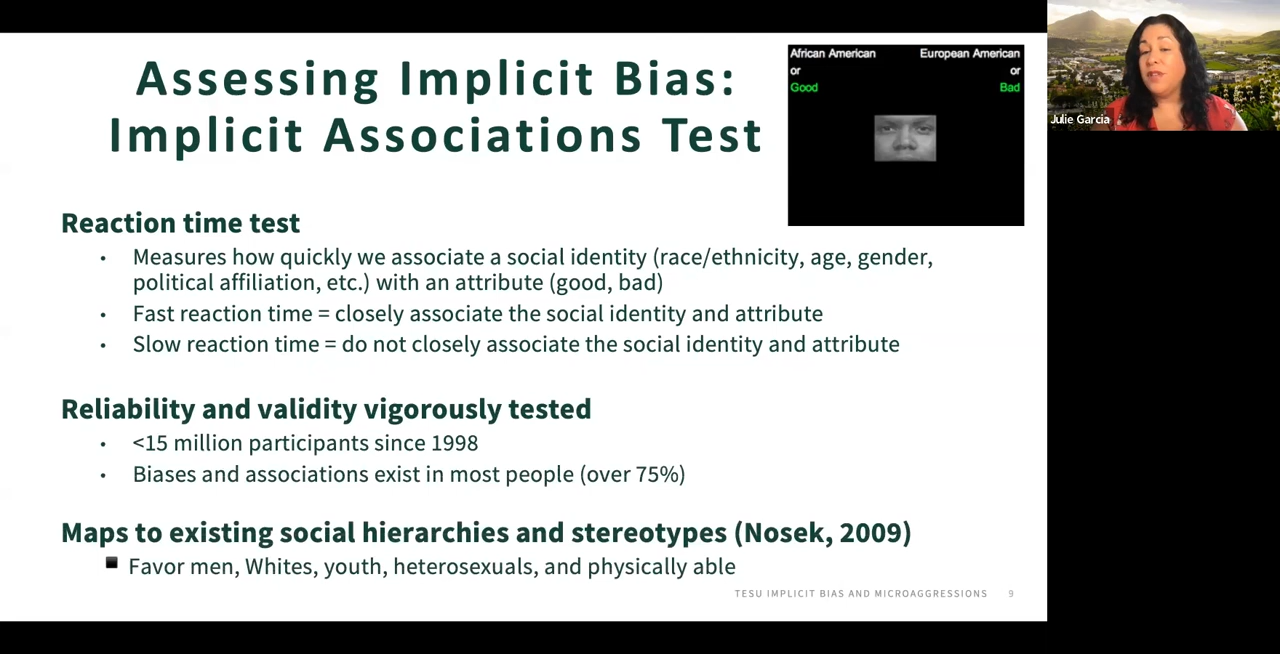 Assessing Implicit Bias:
Implicit Associations Test
African American
European American
or
or
Good
Bad
Julie Garcia
Reaction time test
• Measures how quickly we associate a social identity (race/ethnicity, age, gender,
political affiliation, etc.) with an attribute (good, bad)
• Fast reaction time = closely associate the social identity and attribute
• Slow reaction time = do not closely associate the social identity and attribute
Reliability and validity vigorously tested
• <15 million participants since 1998
• Biases and associations exist in most people (over 75%)
Maps to existing social hierarchies and stereotypes (Nosek, 2009)
■ Favor men, Whites, youth, heterosexuals, and physically able
TESU IMPLICIT BIAS AND MICROAGGRESSIONS 9